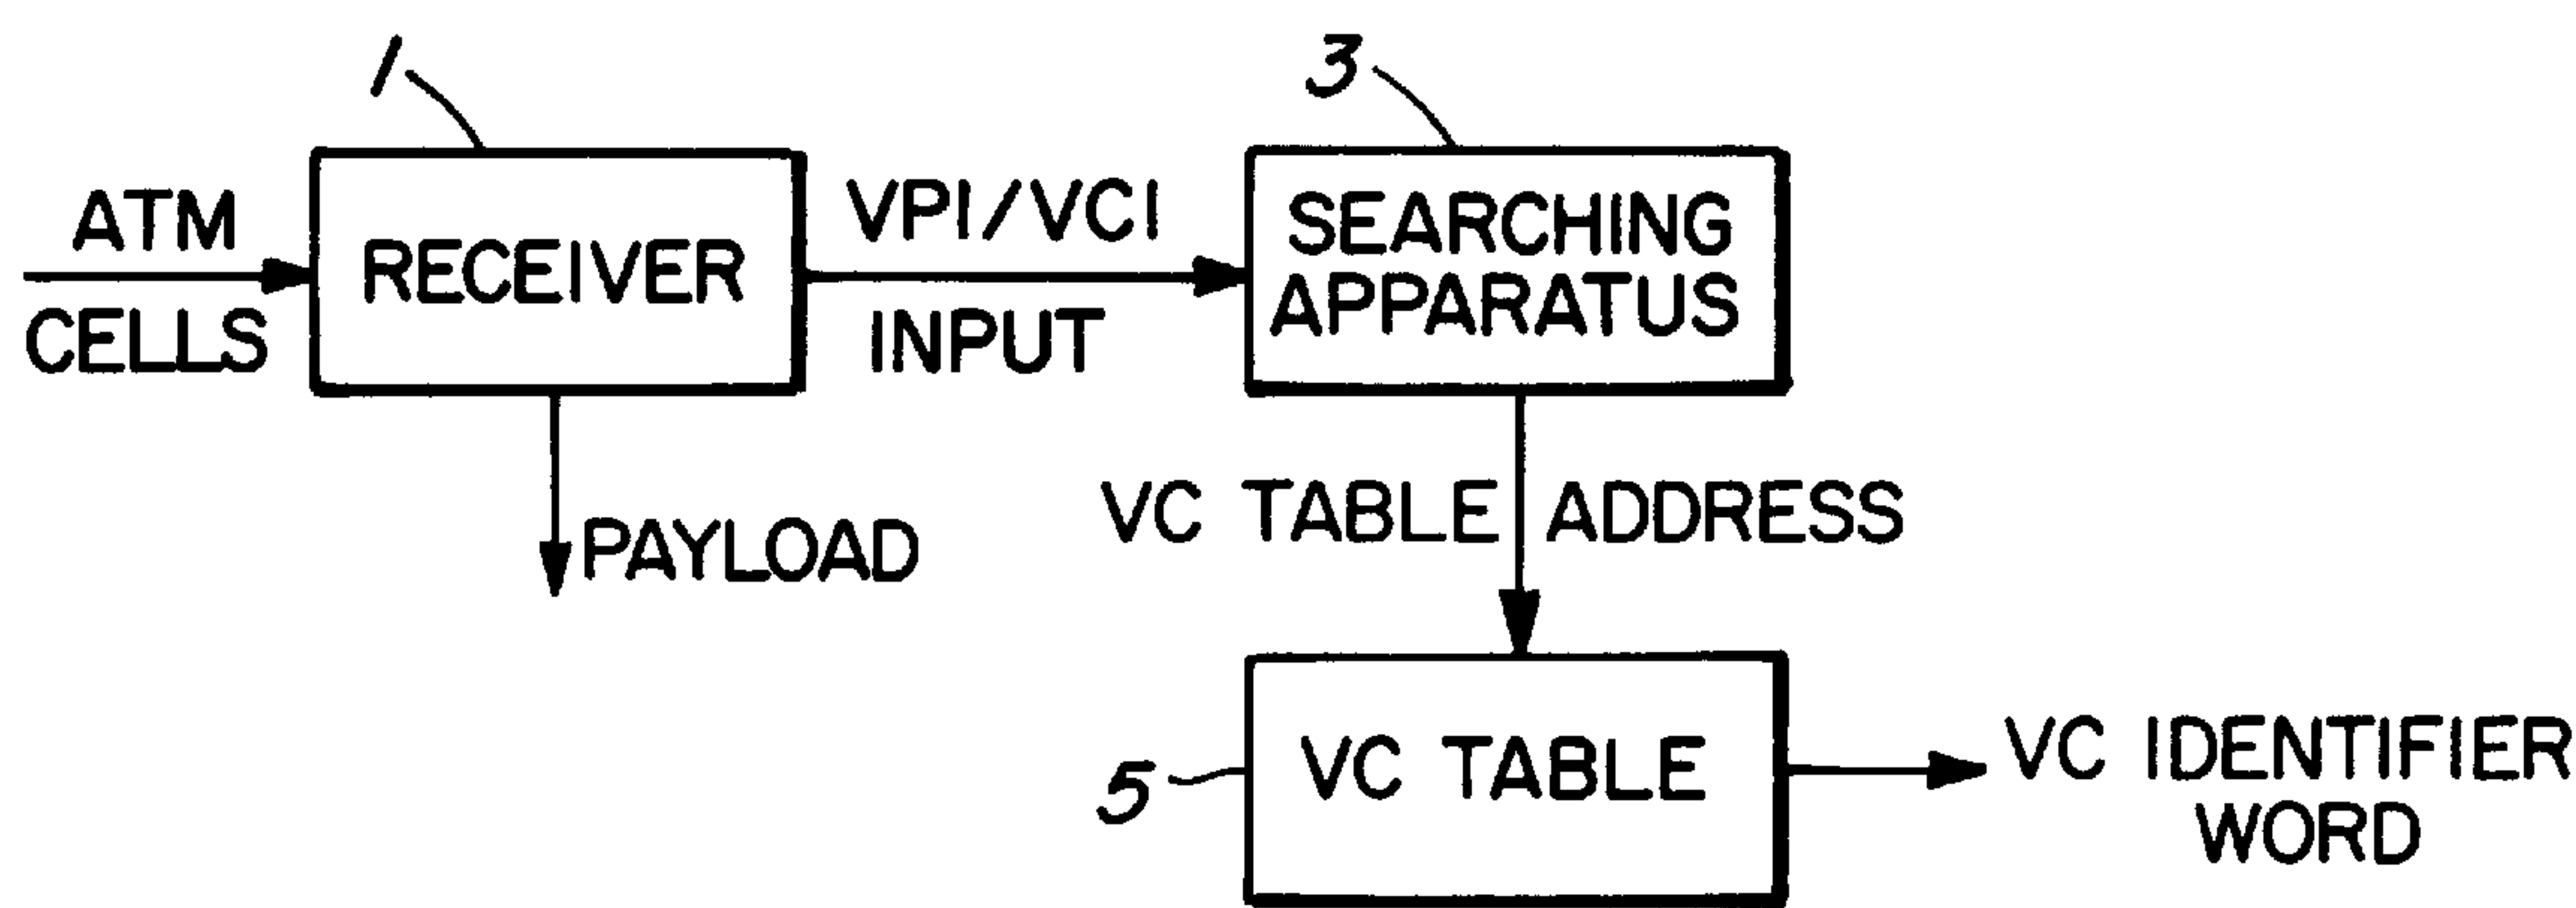 1
3
ATM
CELLS
RECEIVER
VPI/VCI
INPUT
SEARCHING
APPARATUS
PAYLOAD
VC TABLE ADDRESS
5
VC TABLE
VC IDENTIFIER
WORD